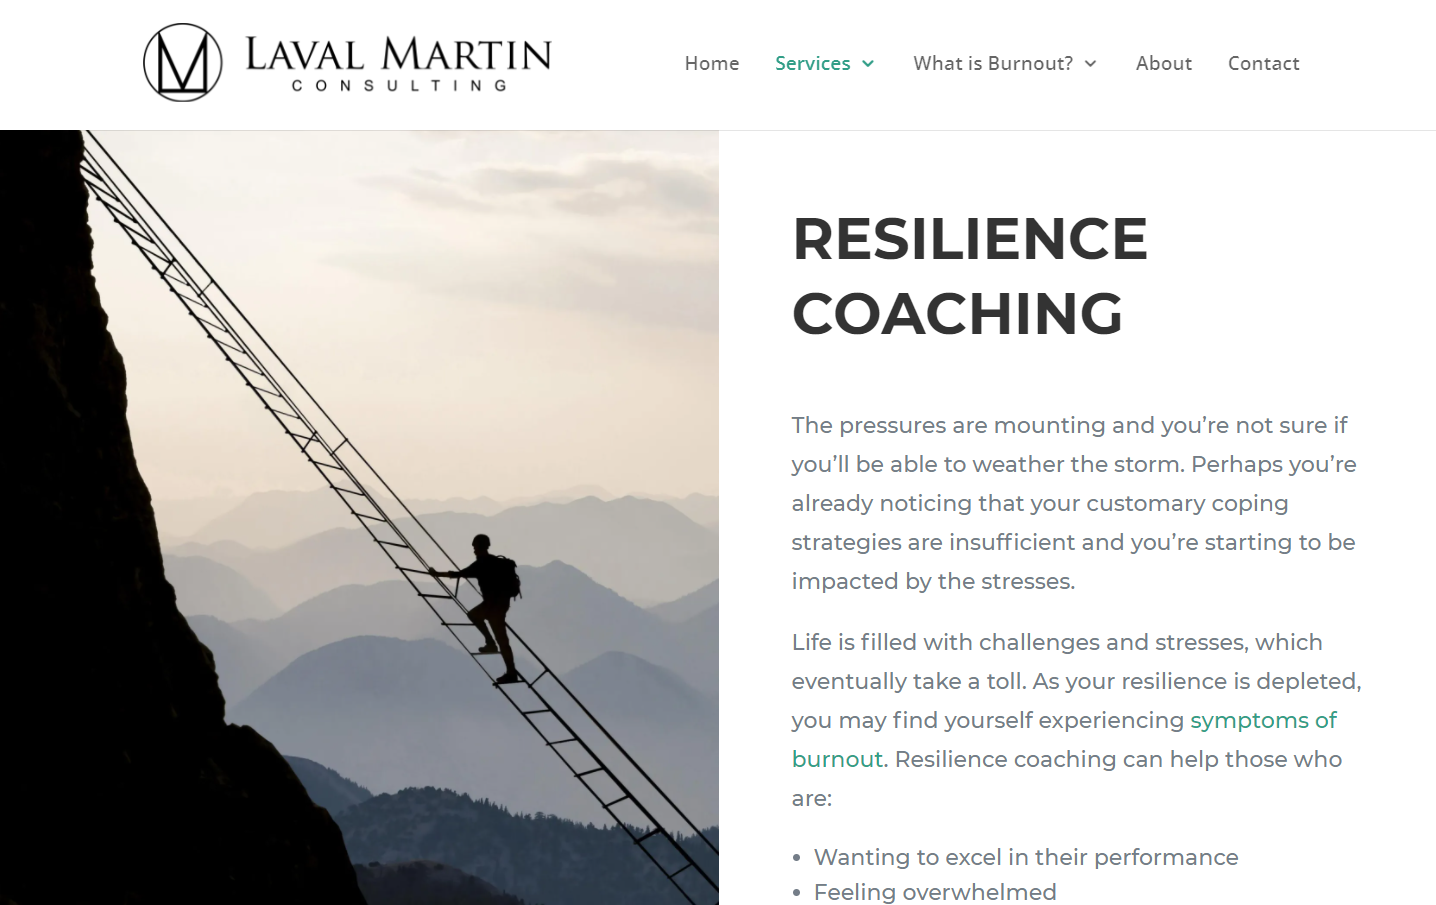 LAVAL MARTIN
CONSULTING
Home
Services
What is Burnout?
About
Contact
RESILIENCE
COACHING
The pressures are mounting and you’re not sure if
you’ll be able to weather the storm. Perhaps you’re
already noticing that your customary coping
strategies are insufficient and you’re starting to be
impacted by the stresses.
Life is filled with challenges and stresses, which
eventually take a toll. As your resilience is depleted,
you may find yourself experiencing symptoms of
burnout. Resilience coaching can help those who
are:
• Wanting to excel in their performance
• Feeling overwhelmed